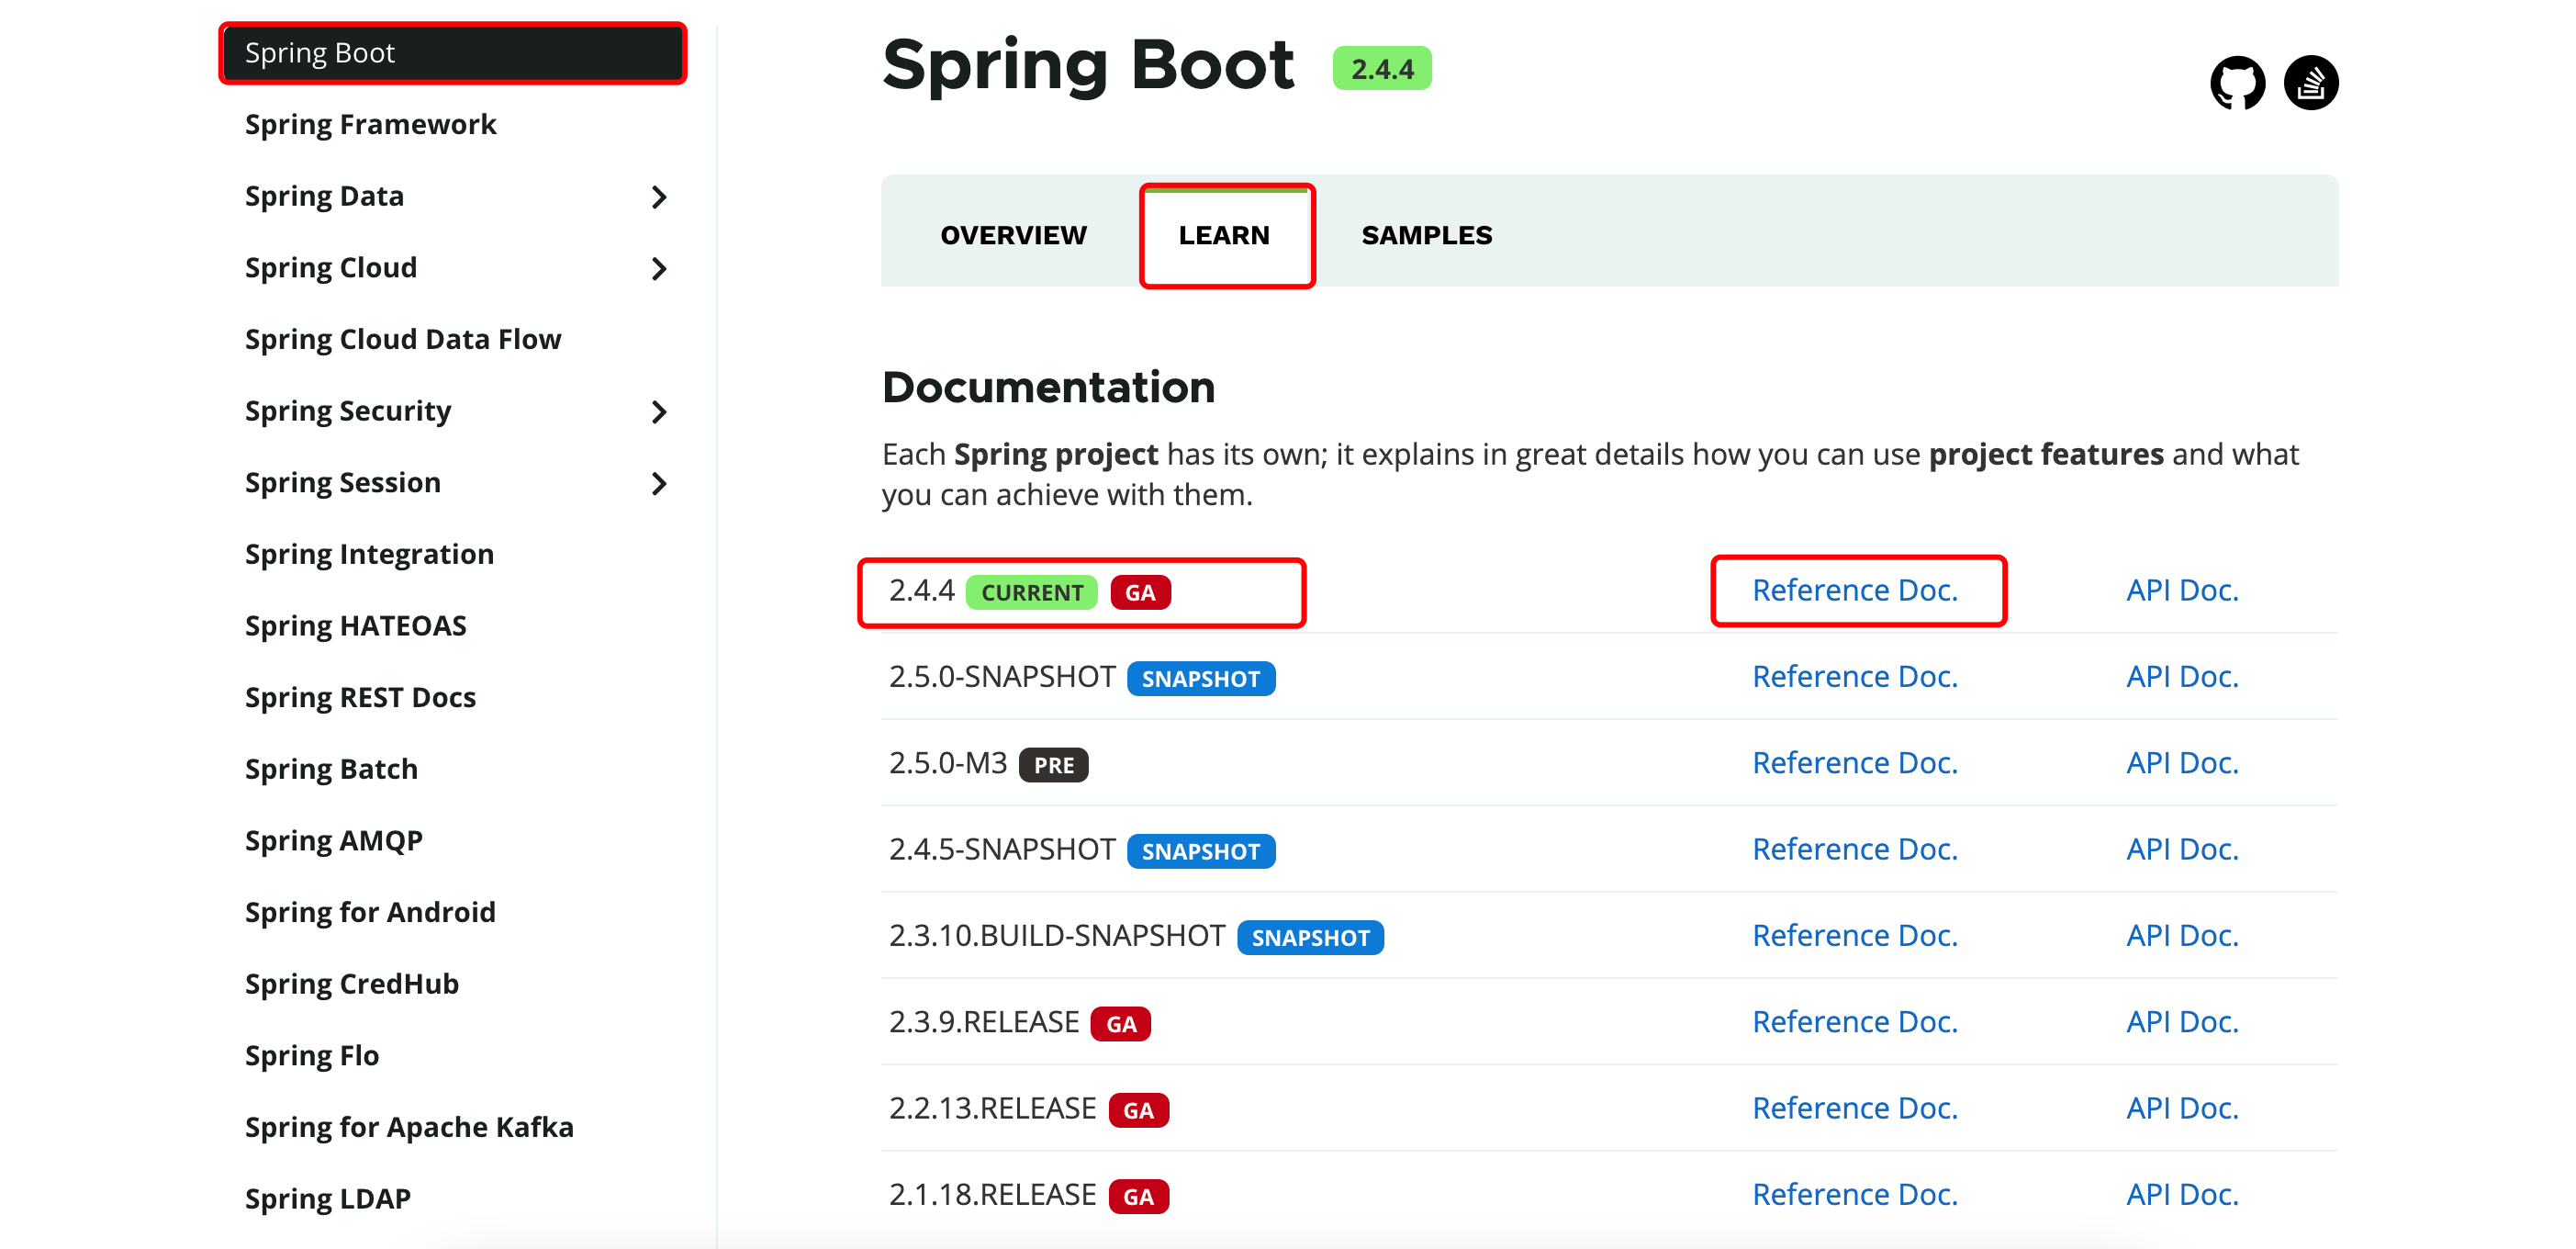 Spring Boot
Spring Framework
Spring Data
Spring Cloud
Spring Cloud Data Flow
Spring Security
Spring Session
Spring Integration
Spring HATEOAS
Spring REST Docs
Spring Batch
Spring AMQP
Spring for Android
Spring CredHub
Spring Flo
Spring for Apache Kafka
Spring LDAP
Spring Boot 2.4.4
OVERVIEW LEARN SAMPLES
Documentation
Each Spring project has its own; it explains in great details how you can use project features and what
you can achieve with them.
2.4.4 CURRENT GA Reference Doc. API Doc.
2.5.0-SNAPSHOT SNAPSHOT Reference Doc. API Doc.
2.5.0-M3 PRE Reference Doc. API Doc.
2.4.5-SNAPSHOT SNAPSHOT Reference Doc. API Doc.
2.3.10.BUILD-SNAPSHOT SNAPSHOT Reference Doc. API Doc.
2.3.9.RELEASE GA Reference Doc. API Doc.
2.2.13.RELEASE GA Reference Doc. API Doc.
2.1.18.RELEASE GA Reference Doc. API Doc.